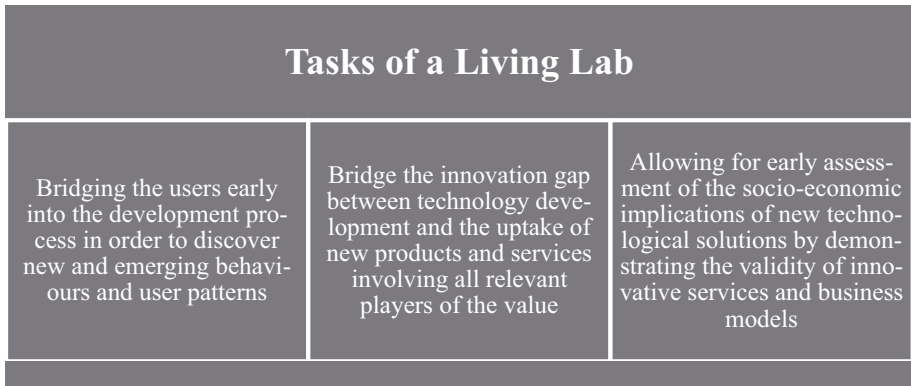 Tasks of a Living Lab
Bridging the users early
into the development pro-
cess in order to discover
new and emerging behavi-
ours and user patterns
Bridge the innovation gap
between technology deve-
lopment and the uptake of
new products and services
involving all relevant
players of the value
Allowing for early assess-
ment of the socio-economic
implications of new techno-
logical solutions by demon-
strating the validity of inno-
vative services and business
models